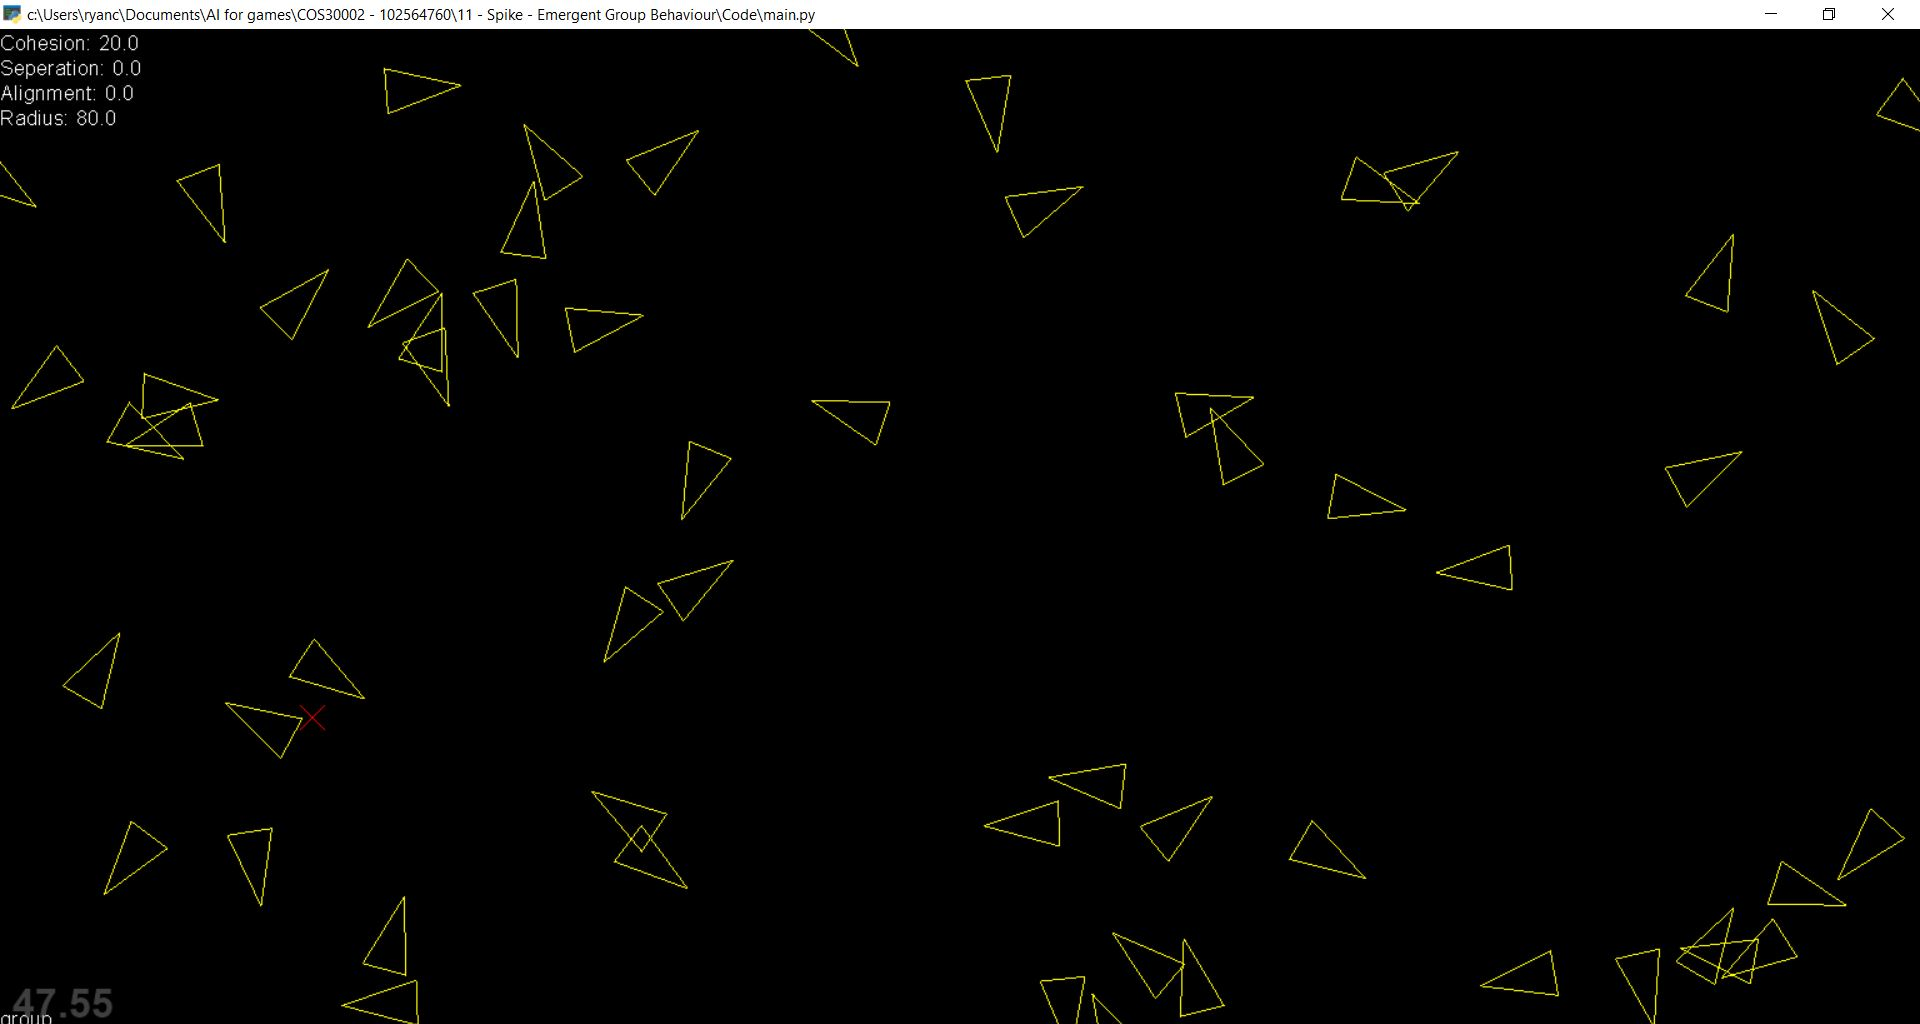 c:\Users\ryanc\Documents\AI for games\COS30002 - 102564760\11 - Spike - Emergent Group Behaviour\Code\main.py
Cohesion: 20.0
Seperation: 0.0
Alignment: 0.0
Radius: 80.0
47.55
group